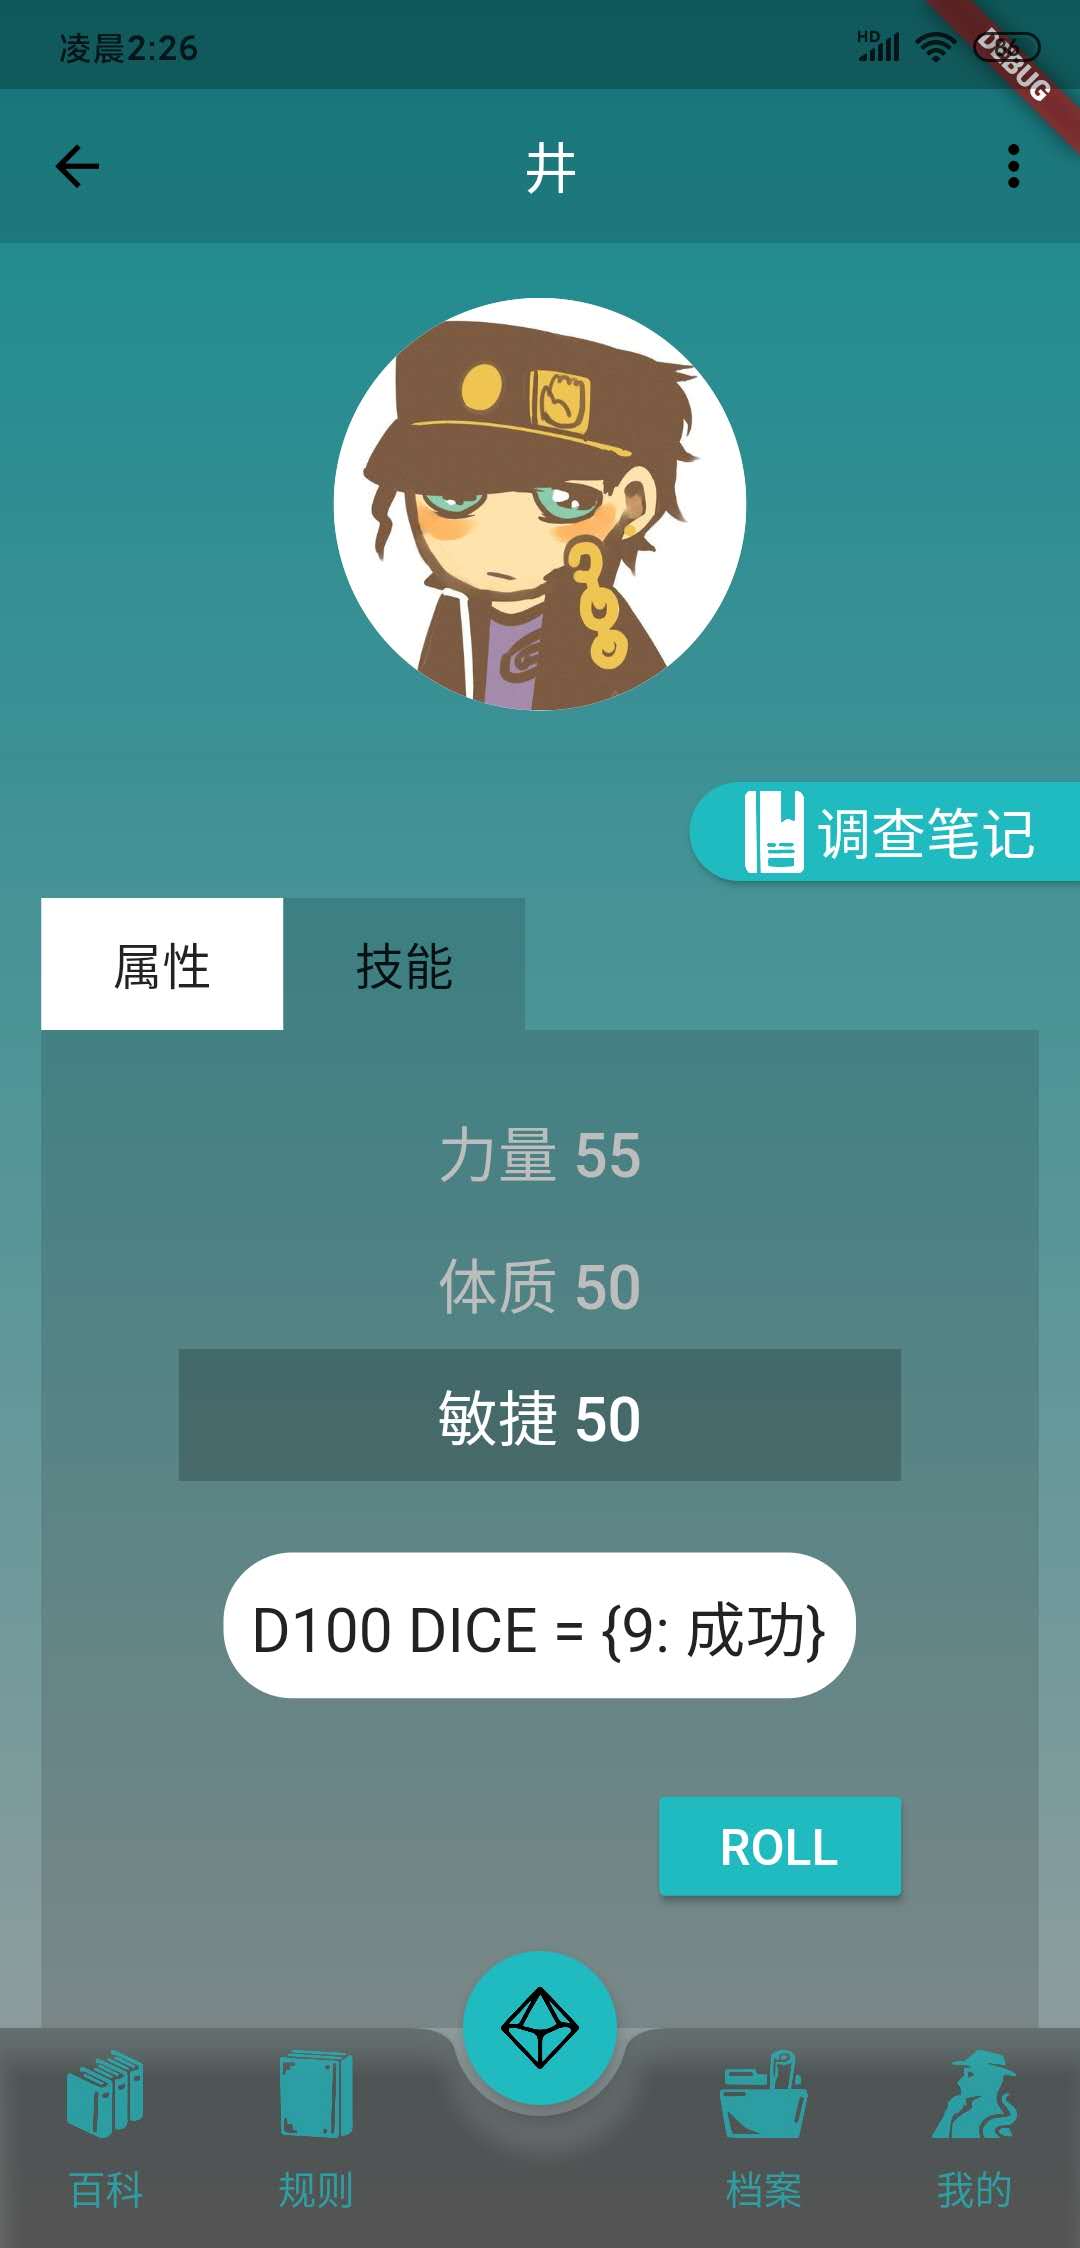 凌晨2:26
HD
DEBUG
井
调查笔记
属性 技能
力量 55
体质 50
敏捷 50
D100 DICE = {9: 成功}
ROLL
百科 规则 档案 我的